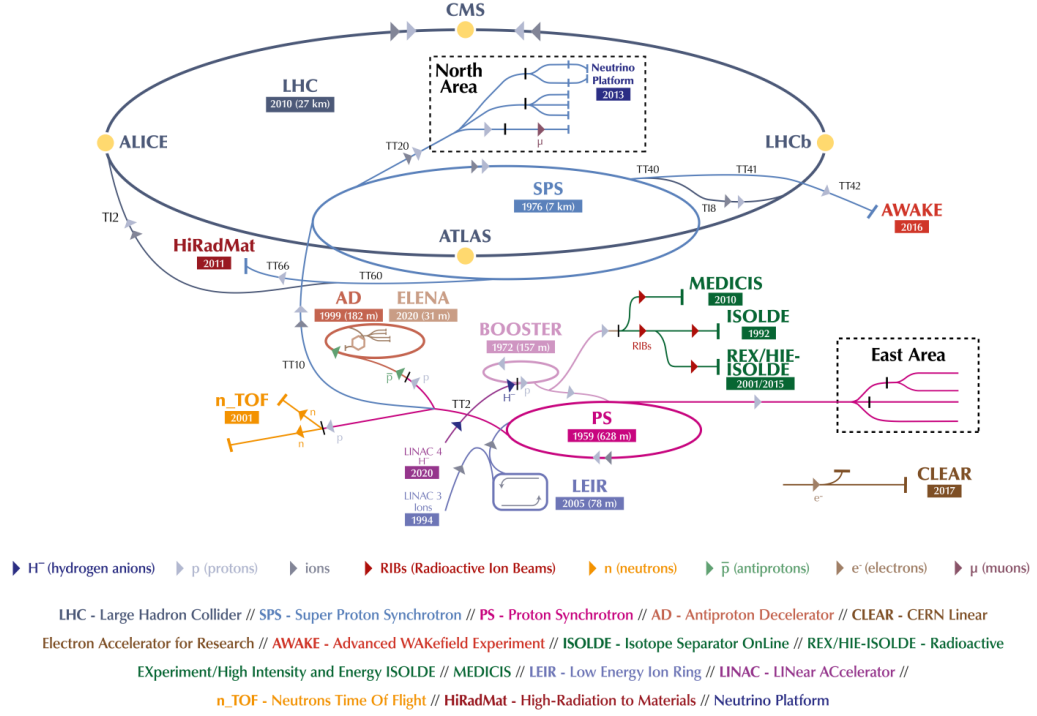 CMS
LHC
2010 (27 km)
North
Area
Neutrino
Platform
2013
μ
ALICE
LHCb
TT20
TT40
TT41
TT42
TI8
SPS
1976 (7 km)
AWAKE
2016
TI2
ATLAS
HiRadMat
2011
TT66
TT60
AD
1999 (182 m)
ELENA
2020 (31 m)
MEDICIS
2010
ISOLDE
1992
RIBs
REX/HIE-
ISOLDE
2001/2015
BOOSTER
1972 (157 m)
East Area
TT10
p̅
p
H⁻
p
TT2
n_TOF
2001
n
n
p
PS
1959 (628 m)
LINAC 4
H⁻
2020
LINAC 3
Ions
1994
LEIR
2005 (78 m)
CLEAR
2017
e⁻
H⁻ (hydrogen anions)
p (protons)
ions
RIBs (Radioactive Ion Beams)
n (neutrons)
p̅ (antiprotons)
e⁻ (electrons)
μ (muons)
LHC - Large Hadron Collider // SPS - Super Proton Synchrotron // PS - Proton Synchrotron // AD - Antiproton Decelerator // CLEAR - CERN Linear
Electron Accelerator for Research // AWAKE - Advanced WAKefield Experiment // ISOLDE - Isotope Separator OnLine // REX/HIE-ISOLDE - Radioactive
EXperiment/High Intensity and Energy ISOLDE // MEDICIS // LEIR - Low Energy Ion Ring // LINAC - LINear ACcelerator //
n_TOF - Neutrons Time Of Flight // HiRadMat - High-Radiation to Materials // Neutrino Platform